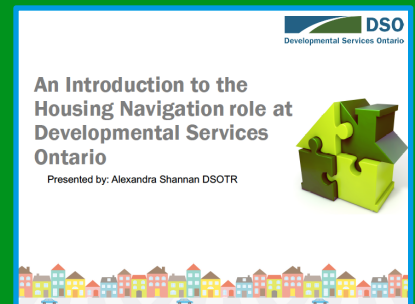 DSO
Developmental Services Ontario
An Introduction to the
Housing Navigation role at
Developmental Services
Ontario
Presented by: Alexandra Shannan DSOTR